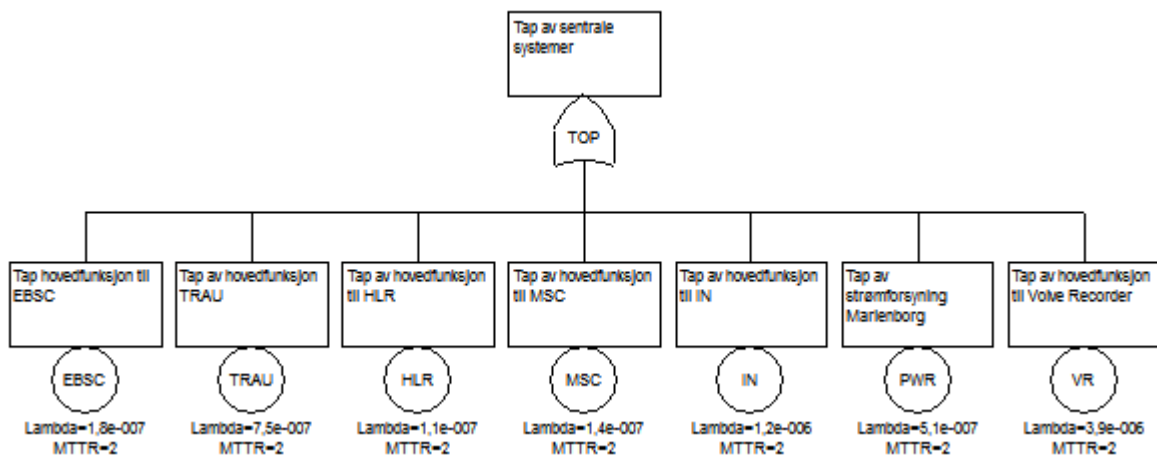 Tap av sentrale
systemer
TOP
Tap hovedfunksjon til
EBSC
Tap av hovedfunksjon
TRAU
Tap av hovedfunksjon
til HLR
Tap av hovedfunksjon
til MSC
Tap av hovedfunksjon
til IN
Tap av
strømforsyning
Marienborg
Tap av hovedfunksjon
til Volve Recorder
EBSC
TRAU
HLR
MSC
IN
PWR
VR
Lambda=1,8e-007
MTTR=2
Lambda=7,5e-007
MTTR=2
Lambda=1,1e-007
MTTR=2
Lambda=1,4e-007
MTTR=2
Lambda=1,2e-006
MTTR=2
Lambda=5,1e-007
MTTR=2
Lambda=3,9e-006
MTTR=2